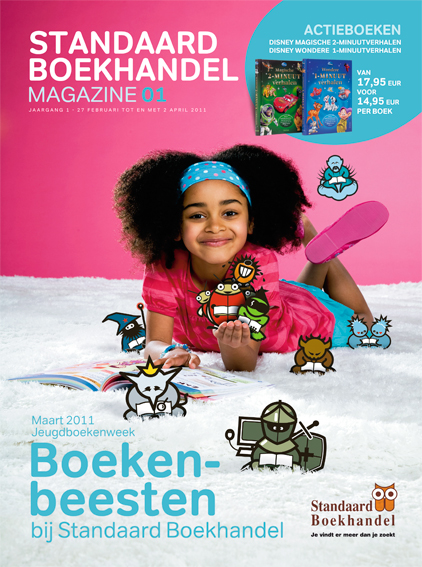 STANDAARD
BOEKHANDEL
MAGAZINE 01
JAARGANG 1 - 27 FEBRUARI TOT EN MET 2 APRIL 2011
ACTIEBOEKEN
DISNEY MAGISCHE 2-MINUUTVERHALEN
DISNEY WONDERE 1-MINUUTVERHALEN
VAN
17,95 EUR
VOOR
14,95 EUR
PER BOEK
Maart 2011
Jeugdboekenweek
Boeken-
beesten
bij Standaard Boekhandel
Standaard
Boekhandel
Je vindt er meer dan je zoekt